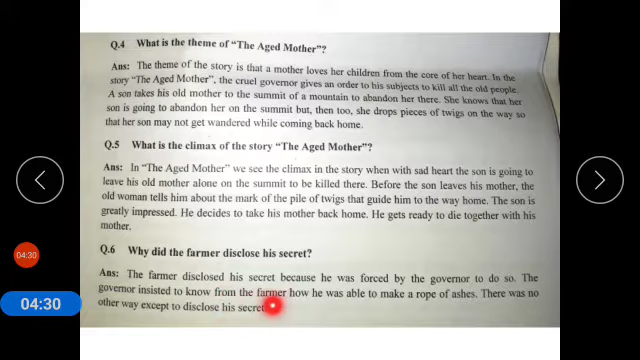 Q.4 What is the theme of "The Aged Mother"?
Ans: The theme of the story is that a mother loves her children from the core of her heart. In the
story "The Aged Mother", the cruel governor gives an order to his subjects to kill all the old people.
A son takes his old mother to the summit of a mountain to abandon her there. She knows that her
son is going to abandon her on the summit but, then too, she drops pieces of twigs on the way so
that her son may not get wandered while coming back home.
Q.5 What is the climax of the story "The Aged Mother"?
Ans: In "The Aged Mother" we see the climax in the story when with sad heart the son is going to
leave his old mother alone on the summit to be killed there. Before the son leaves his mother, the
old woman tells him about the mark of the pile of twigs that guide him to the way home. The son is
greatly impressed. He decides to take his mother back home. He gets ready to die together with his
mother.
Q.6 Why did the farmer disclose his secret?
Ans: The farmer disclosed his secret because he was forced by the governor to do so. The
governor insisted to know from the farmer how he was able to make a rope of ashes. There was no
other way except to disclose his secret
04:30
04:30